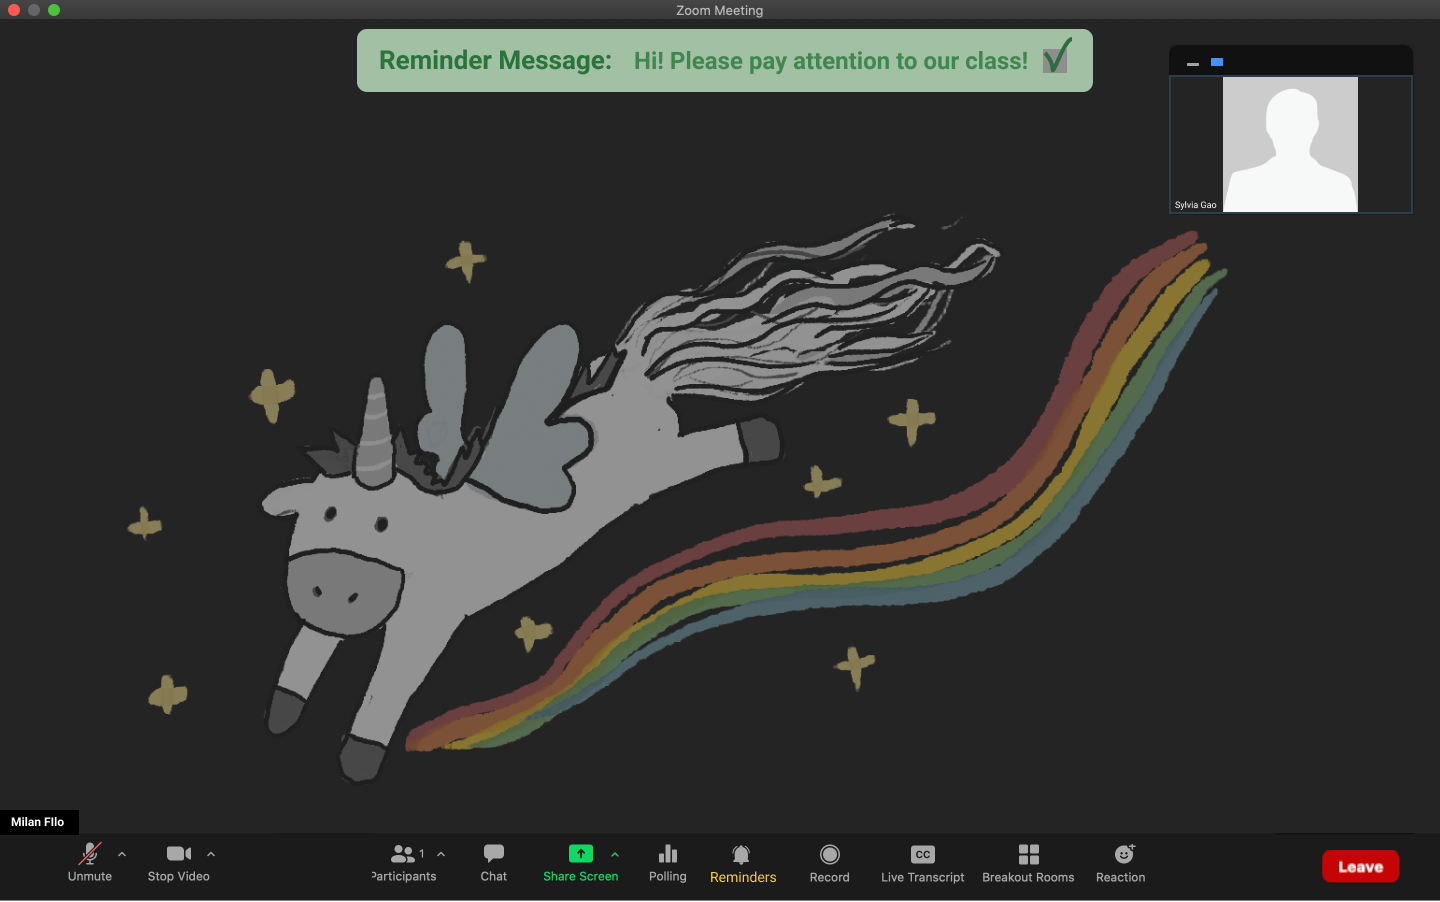 Zoom Meeting
Reminder Message: Hi! Please pay attention to our class!
Sylvia Gao
Milan FIlo
Unmute
Stop Video
Participants
1
Chat
Share Screen
Polling
Reminders
Record
CC
Live Transcript
Breakout Rooms
Reaction
Leave